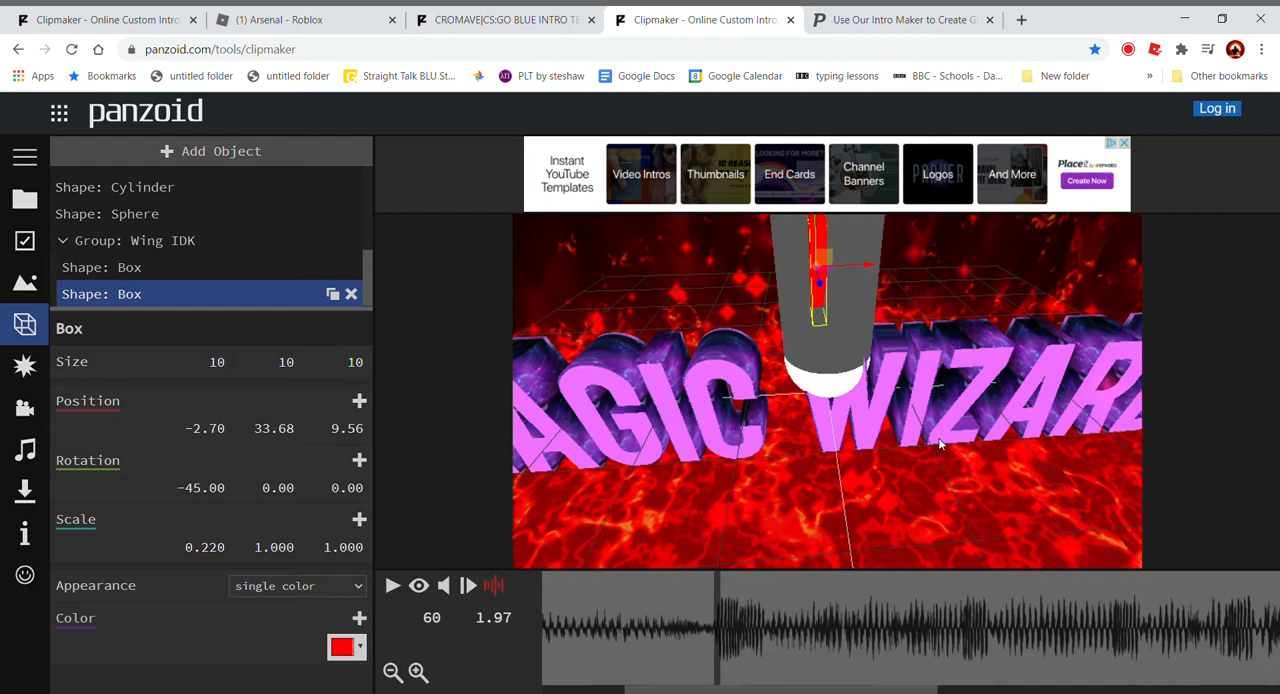 Clipmaker - Online Custom Intro
(1) Arsenal - Roblox
CROMAVE|CS:GO BLUE INTRO TE
Clipmaker - Online Custom Intro
Use Our Intro Maker to Create G
panzoid.com/tools/clipmaker
Apps
Bookmarks
untitled folder
untitled folder
Straight Talk BLU St...
PLT by steshaw
Google Docs
Google Calendar
typing lessons
BBC - Schools - Da...
New folder
»
Other bookmarks
panzoid
Log in
Add Object
Shape: Cylinder
Shape: Sphere
Group: Wing IDK
Shape: Box
Shape: Box
Box
Size 10 10 10
Position
-2.70 33.68 9.56
Rotation
-45.00 0.00 0.00
Scale
0.220 1.000 1.000
Appearance single color
Color
Instant
YouTube
Templates
Video Intros
Thumbnails
End Cards
Channel
Banners
Logos
And More
Placeit by envato
Create Now
AGIC WIZAR
60 1.97